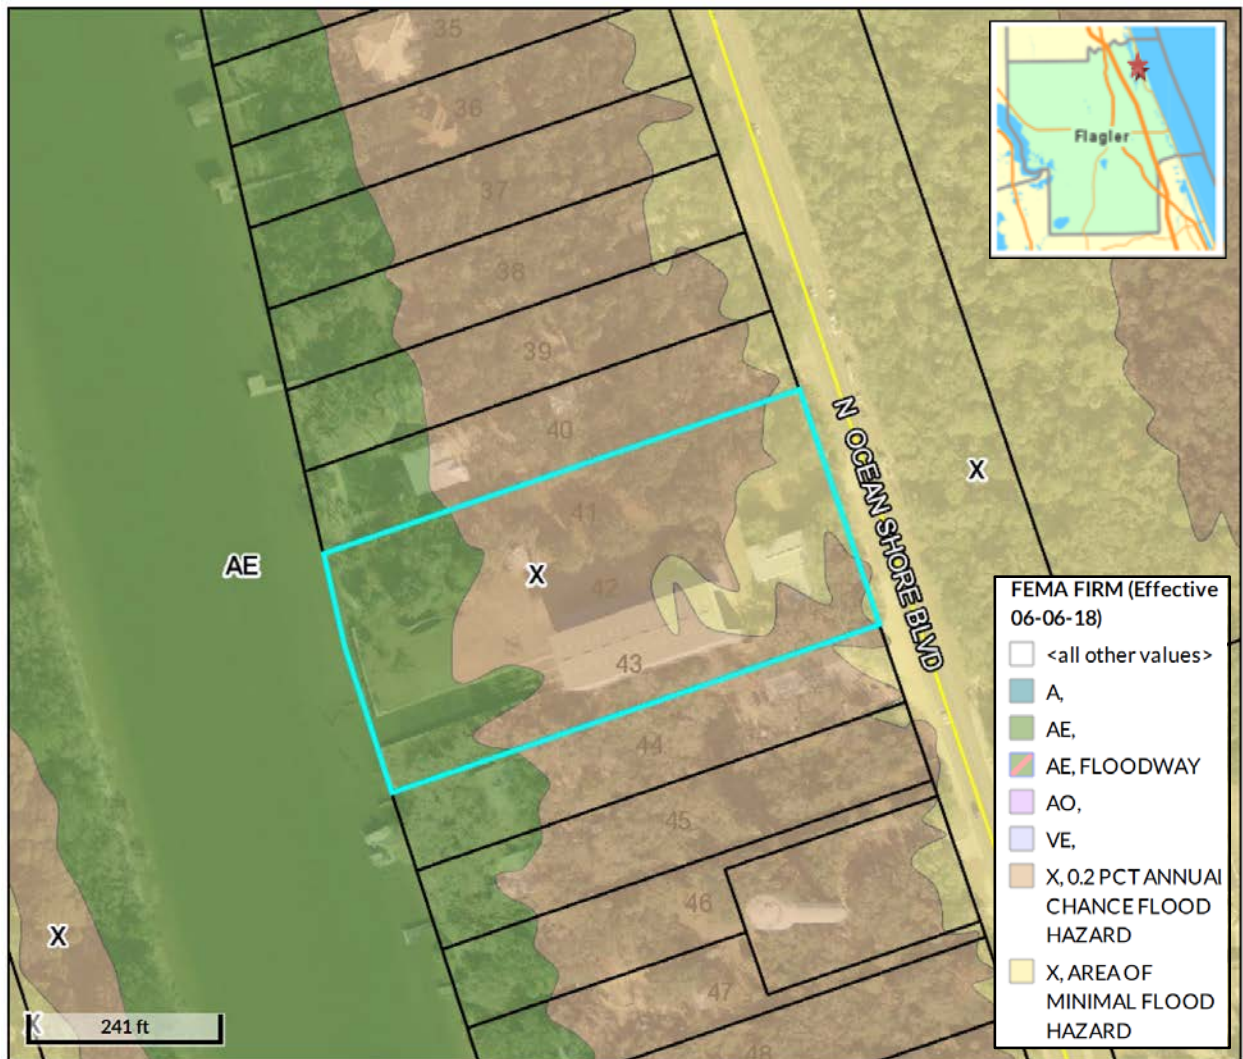 35
36
37
38
39
40
41
42
43
44
45
46
47
48
Flagler
N OCEAN SHORE BLVD
X
AE
X
X
X
241 ft
FEMA FIRM (Effective
06-06-18)
<all other values>
A,
AE,
AE, FLOODWAY
AO,
VE,
X, 0.2 PCT ANNUAL
CHANCE FLOOD
HAZARD
X, AREA OF
MINIMAL FLOOD
HAZARD